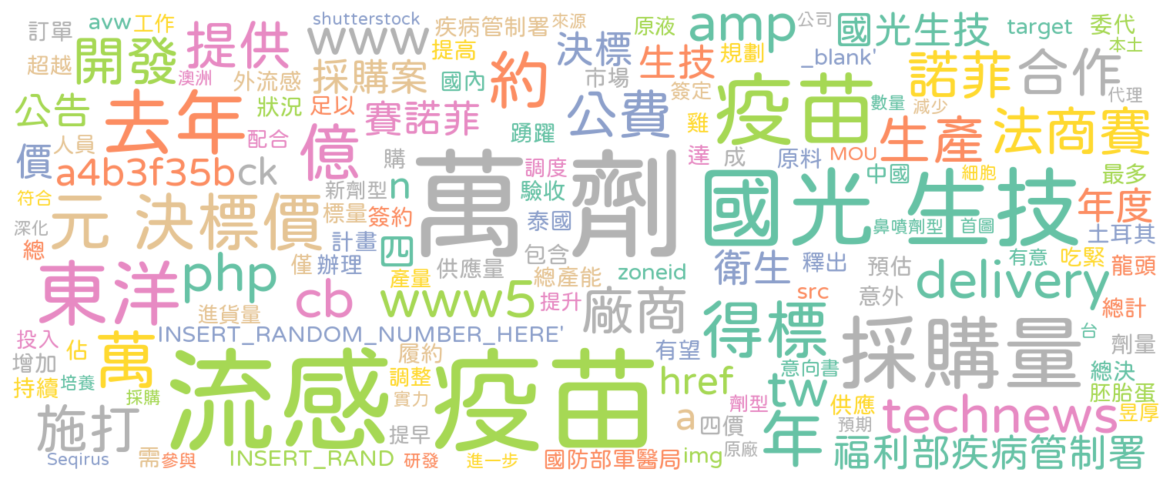 訂單 avw 工作 shutterstock 疾病管制署 來源 原液 amp 公司 國光生技 target 委代
超越 開發 提供 www 提高 決標 規劃 _blank' 本土
澳洲 外流感 採購案 國內 約 生技 市場 簽定 諾菲 合作 代理
公告 去年 狀況 足以 賽諾菲 踴躍 公費 疫苗 雞 數量 減少
人員 配合 億 生產 法商賽
價 a4b3f35b ck 購 調度 達 成 原料 MOU 細胞 最多
符合 新劑型 n 驗收 萬劑 國光生技 中國 年度
深化 元 決標價 標量 簽約 泰國 鼻噴劑型 首圖 土耳其
總 計畫 四 包含 衛生 釋出 有意 吃緊
東洋 php 僅 辦理 產量 供應量 總產能 zoneid 預估 delivery 龍頭
cb www5 提升 廠商 src 意外 總計
投入 進貨量 INSERT_RANDOM_NUMBER_HERE' 得標 採購量 台
增加 佔 萬 履約 有望 意向書 劑量
持續 培養 採購 流感疫苗 調整 href tw 總決
實力 劑型 供應 胚胎蛋
施打 提早 a 四價 年 預期 technews 昱厚
Seqirus 需 參與 INSERT_RAND 研發 進一步 國防部軍醫局 img 原廠 福利部疾病管制署